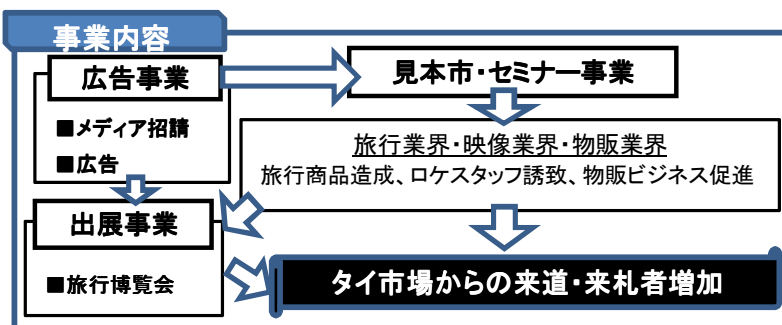 事業内容
広告事業
■メディア招請
■広告
見本市・セミナー事業
旅行業界・映像業界・物販業界
旅行商品造成、ロケスタッフ誘致、物販ビジネス促進
出展事業
■旅行博覧会
タイ市場からの来道・来札者増加